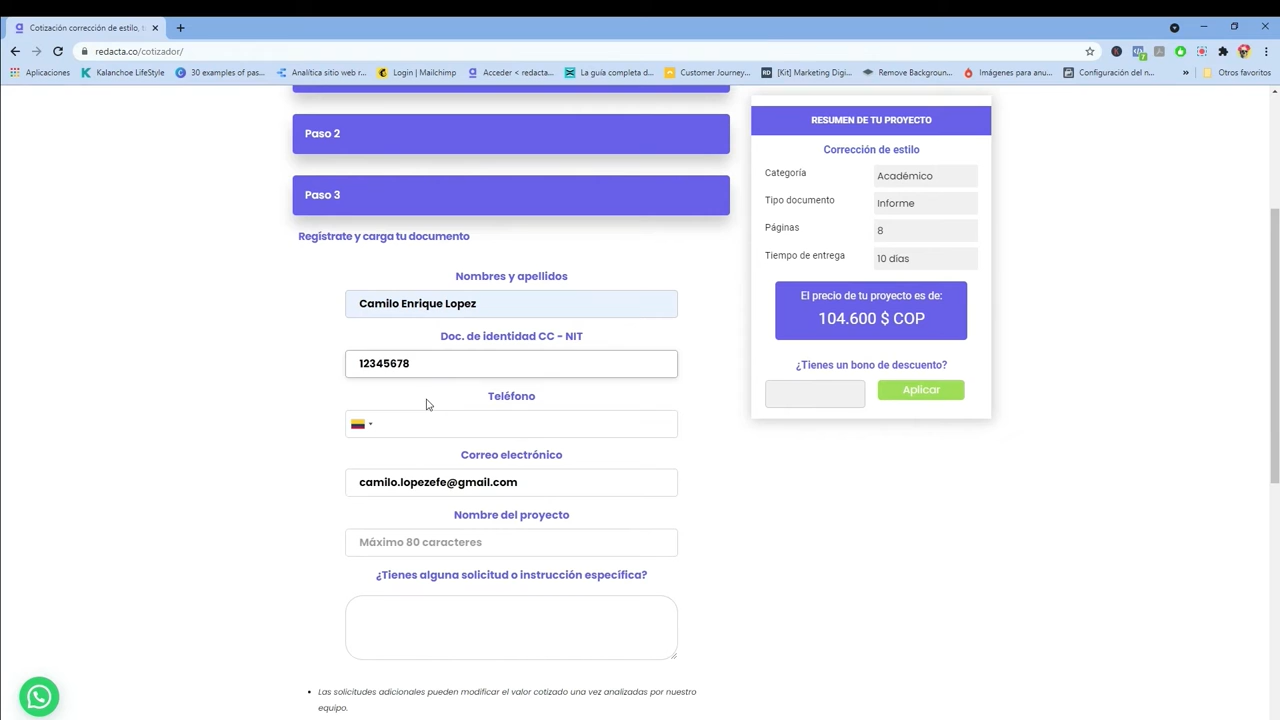 Cotización corrección de estilo, t
redacta.co/cotizador/
Aplicaciones
Kalanchoe LifeStyle
30 examples of pas...
Analítica sitio web r...
Login | Mailchimp
Acceder < redacta...
La guía completa d...
Customer Journey...
[Kit] Marketing Digi...
Remove Backgroun...
Imágenes para anu...
Configuración del n...
»
Otros favoritos
Paso 2
Paso 3
Regístrate y carga tu documento
Nombres y apellidos
Camilo Enrique Lopez
Doc. de identidad CC - NIT
12345678
Teléfono
Correo electrónico
camilo.lopezefe@gmail.com
Nombre del proyecto
Máximo 80 caracteres
¿Tienes alguna solicitud o instrucción específica?
• Las solicitudes adicionales pueden modificar el valor cotizado una vez analizadas por nuestro
equipo.
RESUMEN DE TU PROYECTO
Corrección de estilo
Categoría Académico
Tipo documento Informe
Páginas 8
Tiempo de entrega 10 dias
El precio de tu proyecto es de:
104.600 $ COP
¿Tienes un bono de descuento?
Aplicar